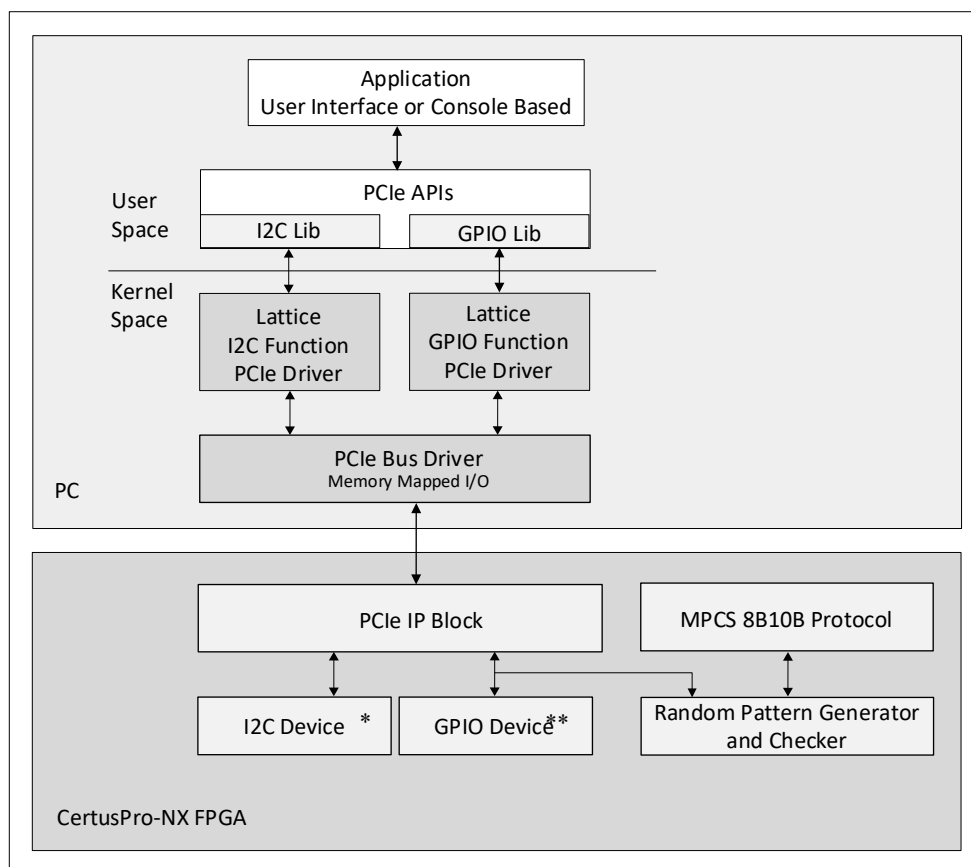 Application
User Interface or Console Based
PCIe APIs
User
Space
I2C Lib
GPIO Lib
Kernel
Space
Lattice
I2C Function
PCIe Driver
Lattice
GPIO Function
PCIe Driver
PCIe Bus Driver
Memory Mapped I/O
PC
PCIe IP Block
MPCS 8B10B Protocol
I2C Device *
GPIO Device**
Random Pattern Generator
and Checker
CertusPro-NX FPGA